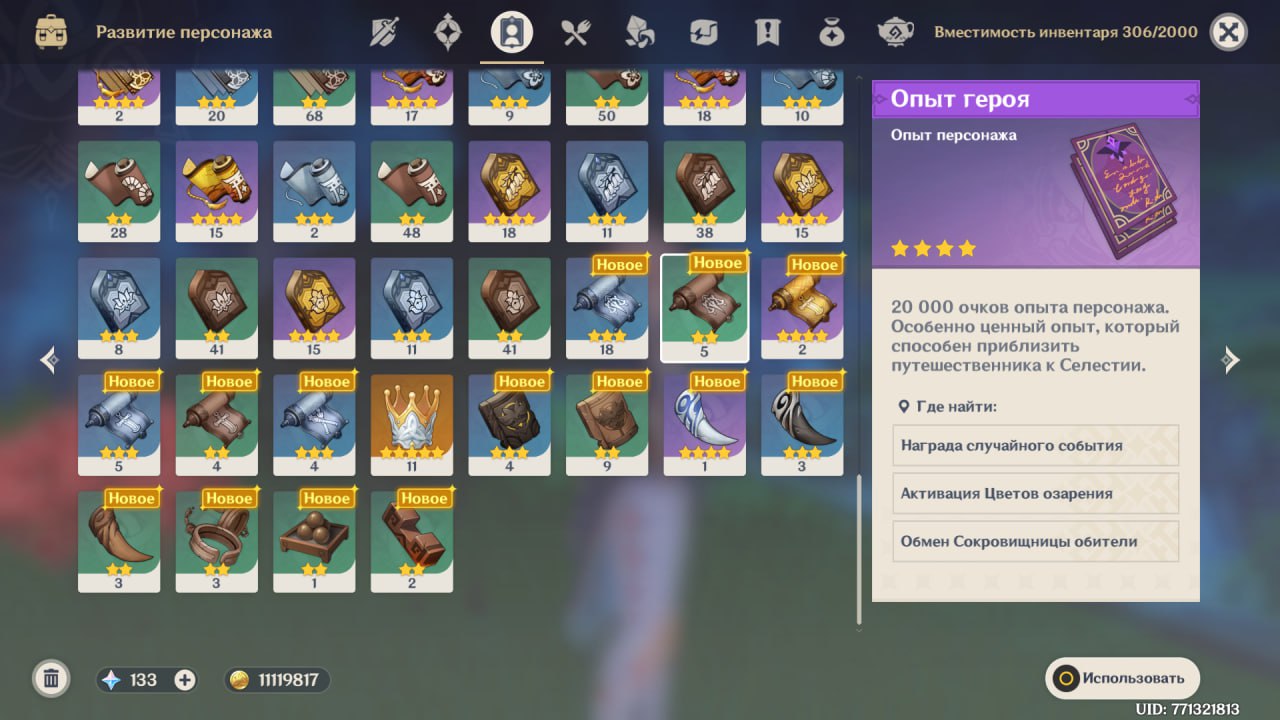 Развитие персонажа
Вместимость инвентаря 306/2000
2 20 68 17 9 50 18 10
28 15 2 48 18 11 38 15
Новое Новое Новое
8 41 15 11 41 18 5 2
Новое Новое Новое Новое Новое Новое Новое
5 4 4 11 4 9 1 3
Новое Новое Новое Новое
3 3 1 2
133 11119817
Опыт героя
Опыт персонажа
20 000 очков опыта персонажа.
Особенно ценный опыт, который
способен приблизить
путешественника к Селестии.
Где найти:
Награда случайного события
Активация Цветов озарения
Обмен Сокровищницы обители
Использовать
UID: 771321813